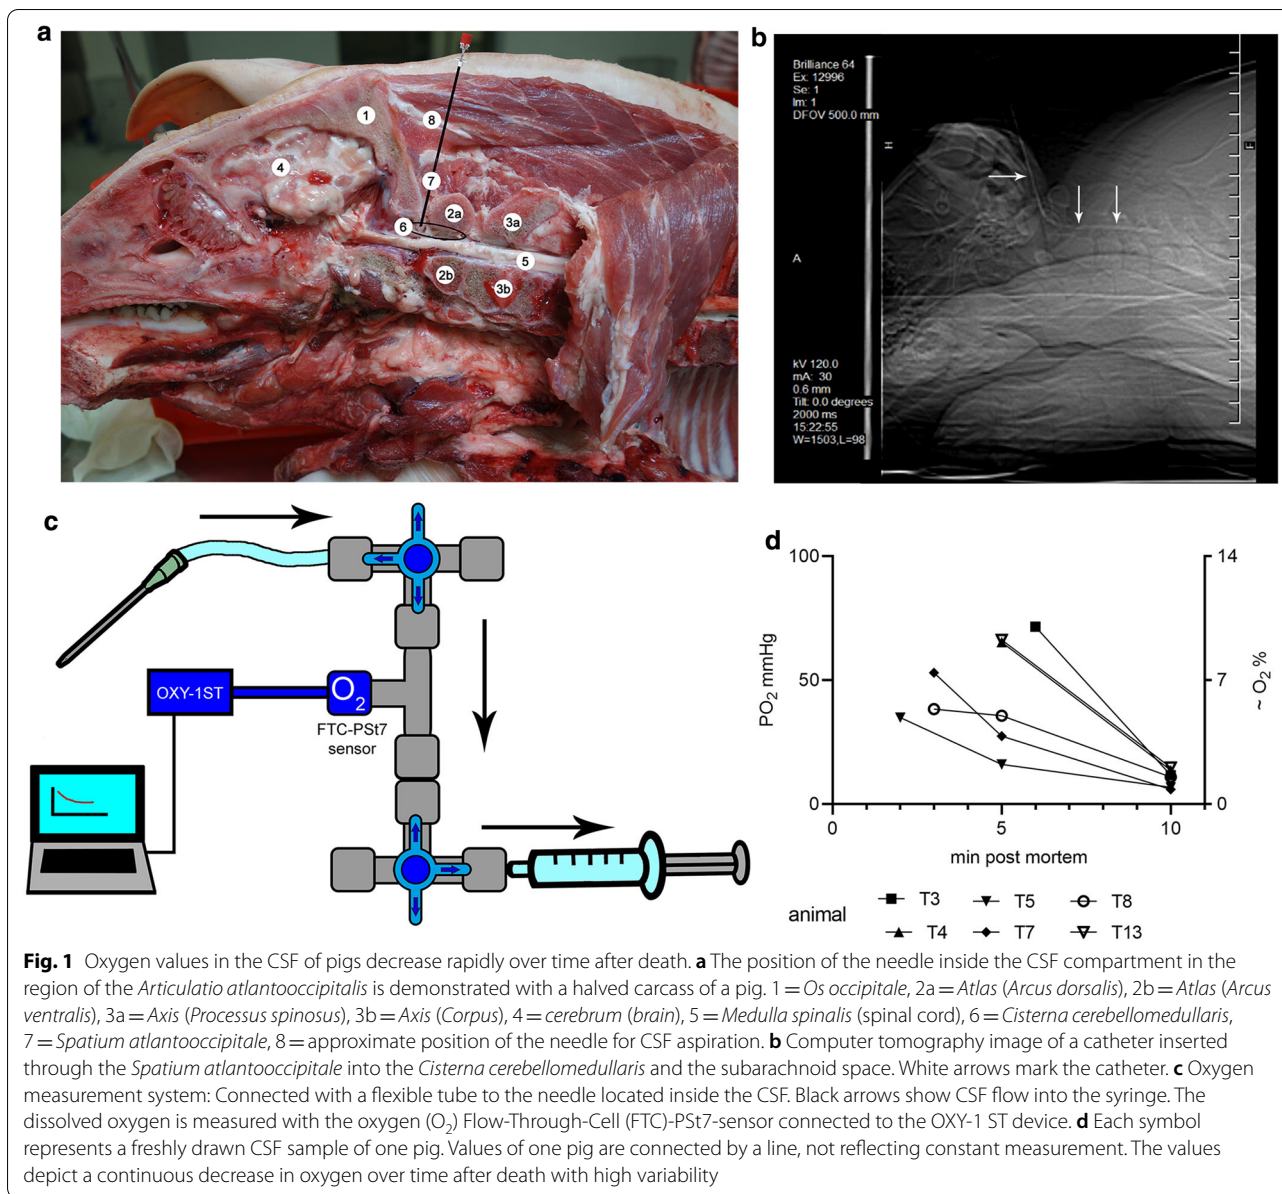 a
1
8
4
7
2a
3a
6
5
2b
3b
b
Brilliance 64
Ex: 12996
Se: 1
Im: 1
DFOV 500.0 mm
H
F
A
kV 120.0
mA: 30
0.6 mm
Tilt: 0.0 degrees
2000 ms
15:22:55
W=1503,L=98
c
OXY-1ST
O2
FTC-PSt7
sensor
d
100
14
PO2 mmHg
50
7
~ O2 %
0
0
0
5
10
min post mortem
animal
T3
T5
T8
T4
T7
T13
Fig. 1 Oxygen values in the CSF of pigs decrease rapidly over time after death. a The position of the needle inside the CSF compartment in the
region of the Articulatio atlantooccipitalis is demonstrated with a halved carcass of a pig. 1 = Os occipitale, 2a = Atlas (Arcus dorsalis), 2b = Atlas (Arcus
ventralis), 3a = Axis (Processus spinosus), 3b = Axis (Corpus), 4 = cerebrum (brain), 5 = Medulla spinalis (spinal cord), 6 = Cisterna cerebellomedullaris,
7 = Spatium atlantooccipitale, 8 = approximate position of the needle for CSF aspiration. b Computer tomography image of a catheter inserted
through the Spatium atlantooccipitale into the Cisterna cerebellomedullaris and the subarachnoid space. White arrows mark the catheter. c Oxygen
measurement system: Connected with a flexible tube to the needle located inside the CSF. Black arrows show CSF flow into the syringe. The
dissolved oxygen is measured with the oxygen (O2) Flow-Through-Cell (FTC)-PSt7-sensor connected to the OXY-1 ST device. d Each symbol
represents a freshly drawn CSF sample of one pig. Values of one pig are connected by a line, not reflecting constant measurement. The values
depict a continuous decrease in oxygen over time after death with high variability